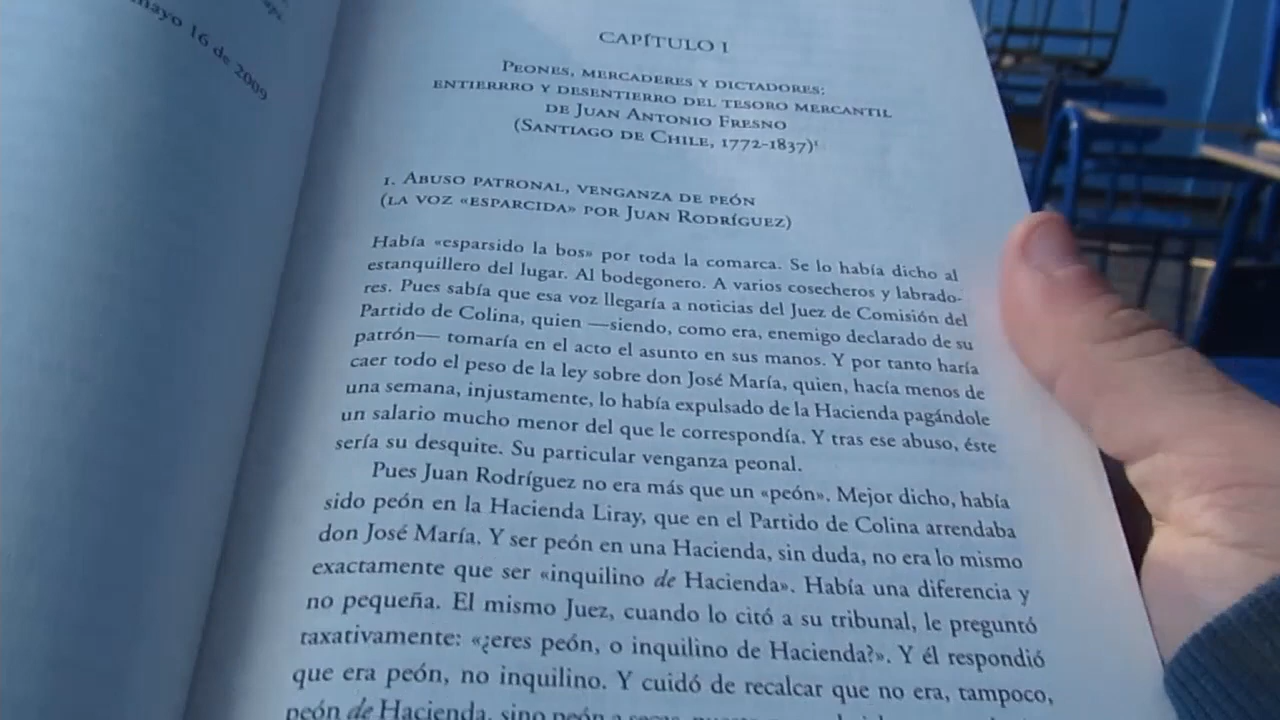 mayo 16 de 2009
CAPÍTULO I
PEONES, MERCADERES Y DICTADORES:
ENTIERRRO Y DESENTIERRO DEL TESORO MERCANTIL
DE JUAN ANTONIO FRESNO
(SANTIAGO DE CHILE, 1772-1837)¹
1. ABUSO PATRONAL, VENGANZA DE PEÓN
(LA VOZ «ESPARCIDA» POR JUAN RODRÍGUEZ)
Había «esparsido la bos» por toda la comarca. Se lo había dicho al
estanquillero del lugar. Al bodegonero. A varios cosecheros y labrado-
res. Pues sabía que esa voz llegaría a noticias del Juez de Comisión del
Partido de Colina, quien —siendo, como era, enemigo declarado de su
patrón— tomaría en el acto el asunto en sus manos. Y por tanto haría
caer todo el peso de la ley sobre don José María, quien, hacía menos de
una semana, injustamente, lo había expulsado de la Hacienda pagándole
un salario mucho menor del que le correspondía. Y tras ese abuso, éste
sería su desquite. Su particular venganza peonal.
Pues Juan Rodríguez no era más que un «peón». Mejor dicho, había
sido peón en la Hacienda Liray, que en el Partido de Colina arrendaba
don José María. Y ser peón en una Hacienda, sin duda, no era lo mismo
exactamente que ser «inquilino de Hacienda». Había una diferencia y
no pequeña. El mismo Juez, cuando lo citó a su tribunal, le preguntó
taxativamente: «¿eres peón, o inquilino de Hacienda?». Y él respondió
que era peón, no inquilino. Y cuidó de recalcar que no era, tampoco,
peón de Hacienda, sino peón a